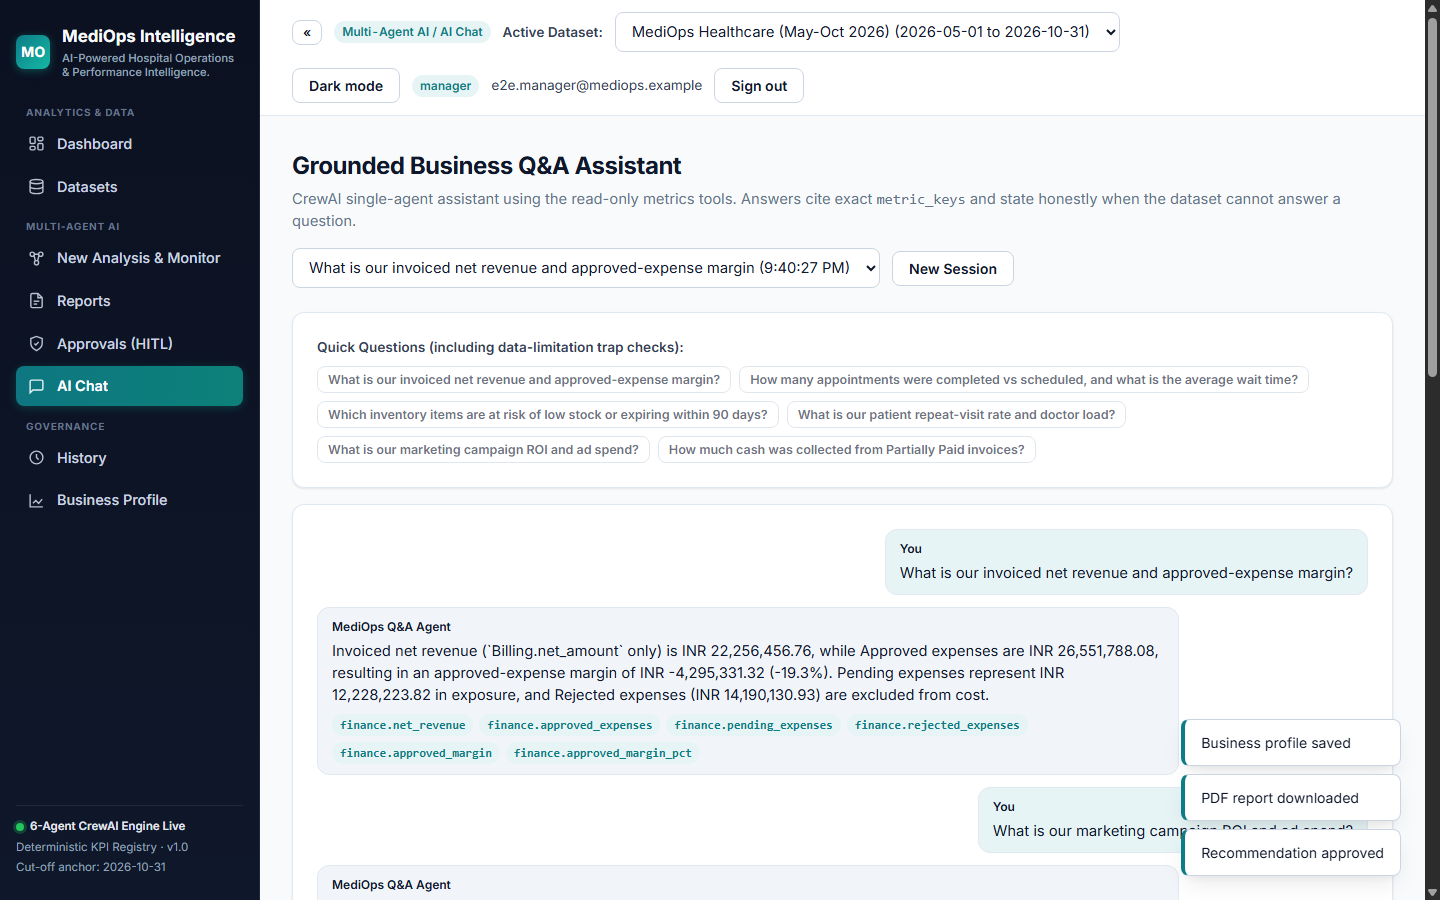 MO
MediOps Intelligence
AI-Powered Hospital Operations
& Performance Intelligence.
ANALYTICS & DATA
Dashboard
Datasets
MULTI-AGENT AI
New Analysis & Monitor
Reports
Approvals (HITL)
AI Chat
GOVERNANCE
History
Business Profile
6-Agent CrewAI Engine Live
Deterministic KPI Registry · v1.0
Cut-off anchor: 2026-10-31
« Multi-Agent AI / AI Chat Active Dataset: MediOps Healthcare (May-Oct 2026) (2026-05-01 to 2026-10-31)
Dark mode manager e2e.manager@mediops.example Sign out
Grounded Business Q&A Assistant
CrewAI single-agent assistant using the read-only metrics tools. Answers cite exact metric_keys and state honestly when the dataset cannot answer a
question.
What is our invoiced net revenue and approved-expense margin (9:40:27 PM) New Session
Quick Questions (including data-limitation trap checks):
What is our invoiced net revenue and approved-expense margin? How many appointments were completed vs scheduled, and what is the average wait time?
Which inventory items are at risk of low stock or expiring within 90 days? What is our patient repeat-visit rate and doctor load?
What is our marketing campaign ROI and ad spend? How much cash was collected from Partially Paid invoices?
You
What is our invoiced net revenue and approved-expense margin?
MediOps Q&A Agent
Invoiced net revenue (`Billing.net_amount` only) is INR 22,256,456.76, while Approved expenses are INR 26,551,788.08,
resulting in an approved-expense margin of INR -4,295,331.32 (-19.3%). Pending expenses represent INR
12,228,223.82 in exposure, and Rejected expenses (INR 14,190,130.93) are excluded from cost.
finance.net_revenue finance.approved_expenses finance.pending_expenses finance.rejected_expenses
finance.approved_margin finance.approved_margin_pct
You
What is our marketing campaign ROI and ad spend?
MediOps Q&A Agent
Business profile saved
PDF report downloaded
Recommendation approved